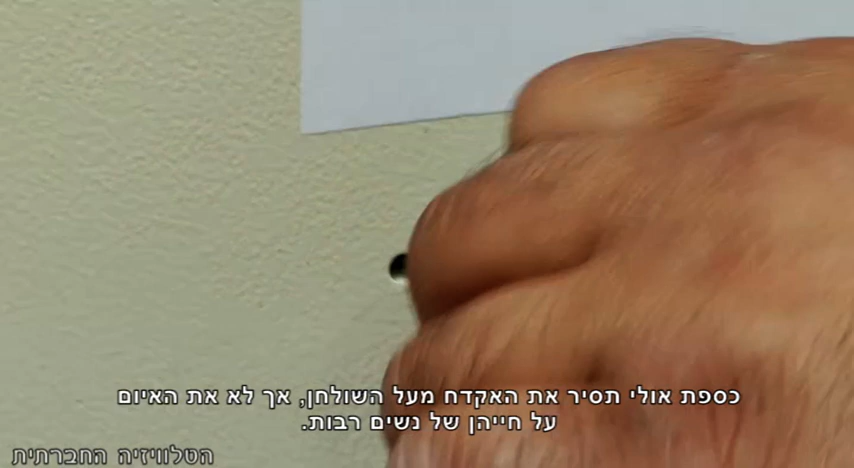 כספת אולי תסיר את האקדח מעל השולחן, אך לא את האיום
על חייהן של נשים רבות.
הטלוויזיה החברתית